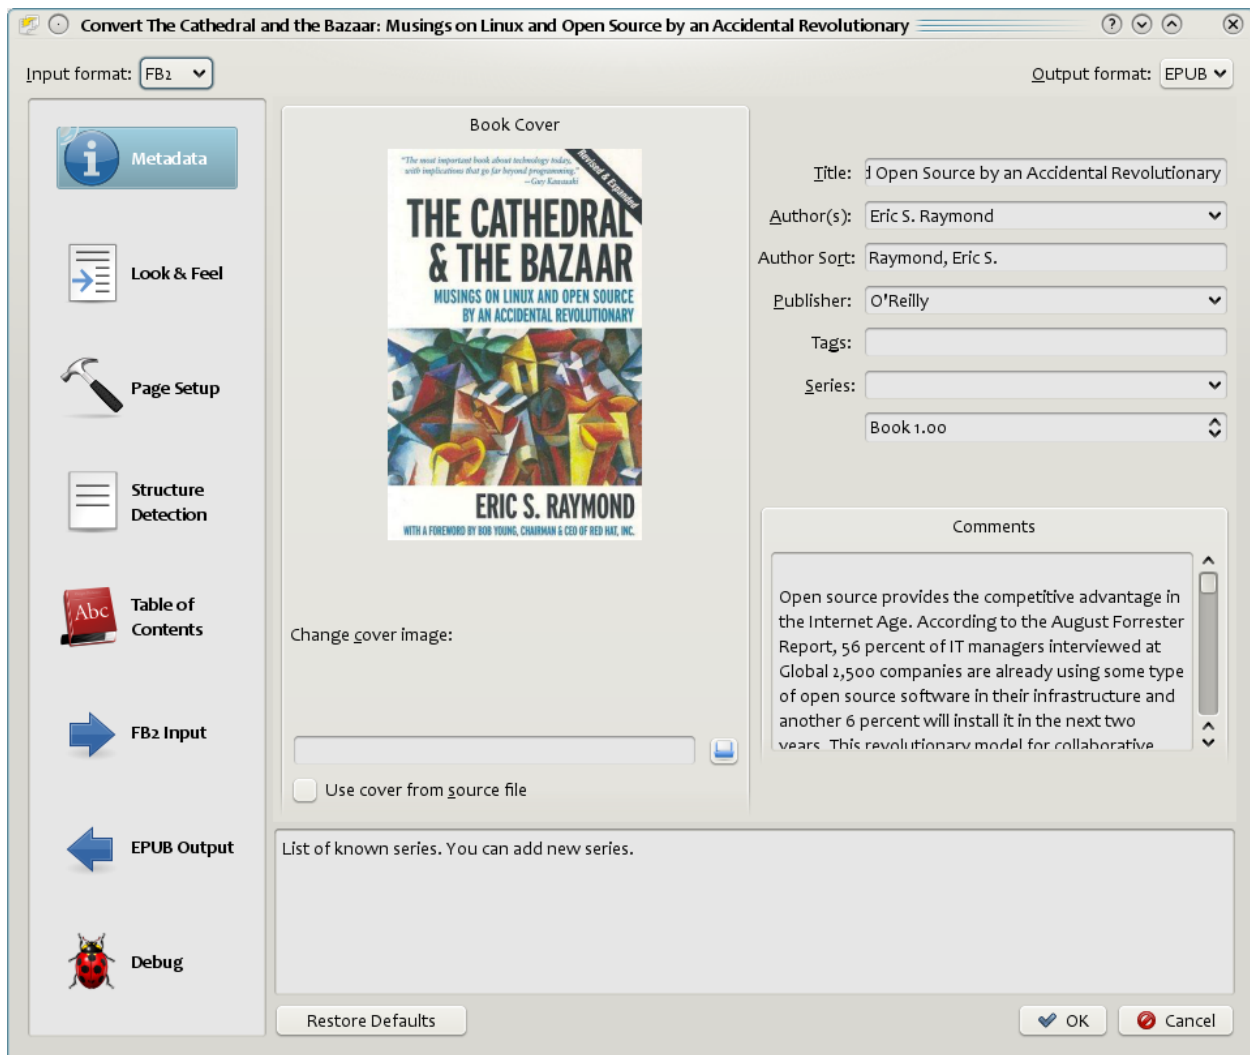 Convert The Cathedral and the Bazaar: Musings on Linux and Open Source by an Accidental Revolutionary
Input format: FB2
Output format: EPUB
Metadata
Look & Feel
Page Setup
Structure
Detection
Abc
Table of
Contents
FB2 Input
EPUB Output
Debug
Book Cover
"The most important book about technology today,
with implications that go far beyond programming."
—Guy Kawasaki
Revised & Expanded
THE CATHEDRAL
& THE BAZAAR
MUSINGS ON LINUX AND OPEN SOURCE
BY AN ACCIDENTAL REVOLUTIONARY
ERIC S. RAYMOND
WITH A FOREWORD BY BOB YOUNG, CHAIRMAN & CEO OF RED HAT, INC.
Change cover image:
Use cover from source file
Title: d Open Source by an Accidental Revolutionary
Author(s): Eric S. Raymond
Author Sort: Raymond, Eric S.
Publisher: O'Reilly
Tags:
Series:
Book 1.00
Comments
Open source provides the competitive advantage in
the Internet Age. According to the August Forrester
Report, 56 percent of IT managers interviewed at
Global 2,500 companies are already using some type
of open source software in their infrastructure and
another 6 percent will install it in the next two
years. This revolutionary model for collaborative
List of known series. You can add new series.
Restore Defaults
OK
Cancel